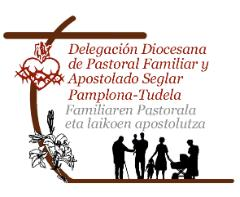 Delegación Diocesana
de Pastoral Familiar y
Apostolado Seglar
Pamplona-Tudela
Familiaren Pastorala
eta laikoen apostolutza